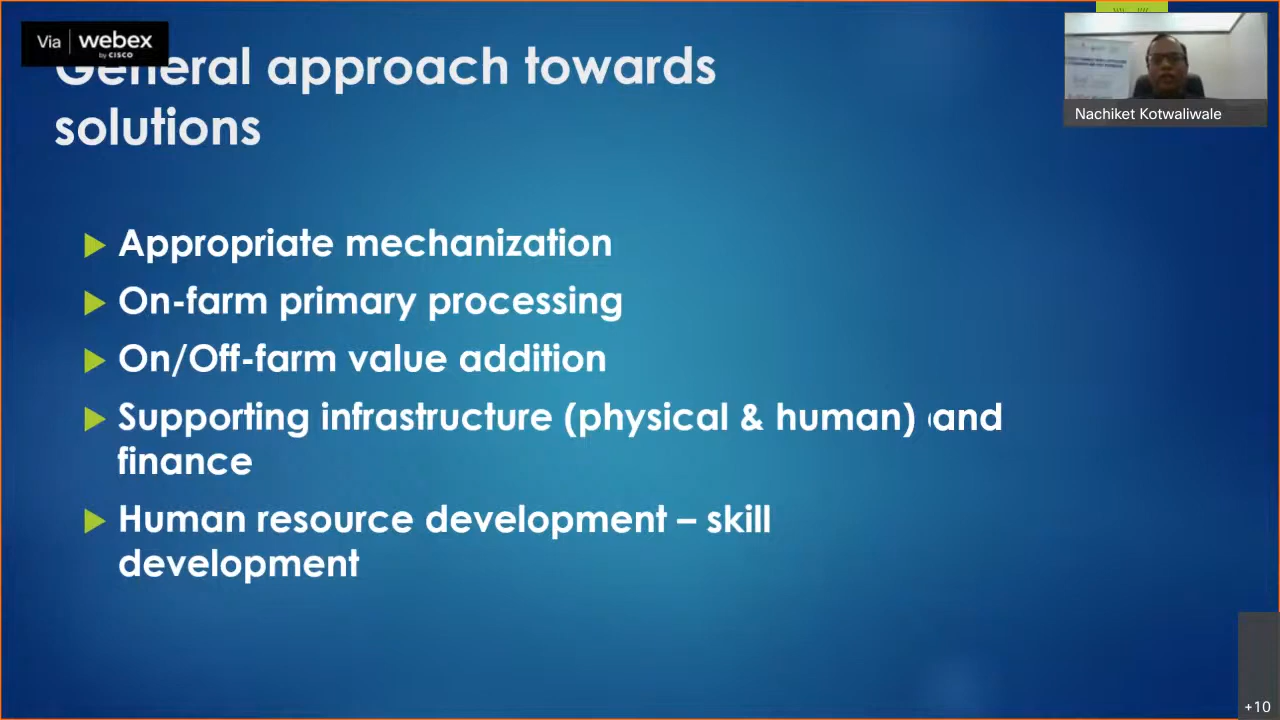 Via webex
by CISCO
General approach towards
solutions
Nachiket Kotwaliwale
Appropriate mechanization
On-farm primary processing
On/Off-farm value addition
Supporting infrastructure (physical & human) and
finance
Human resource development – skill
development
+10